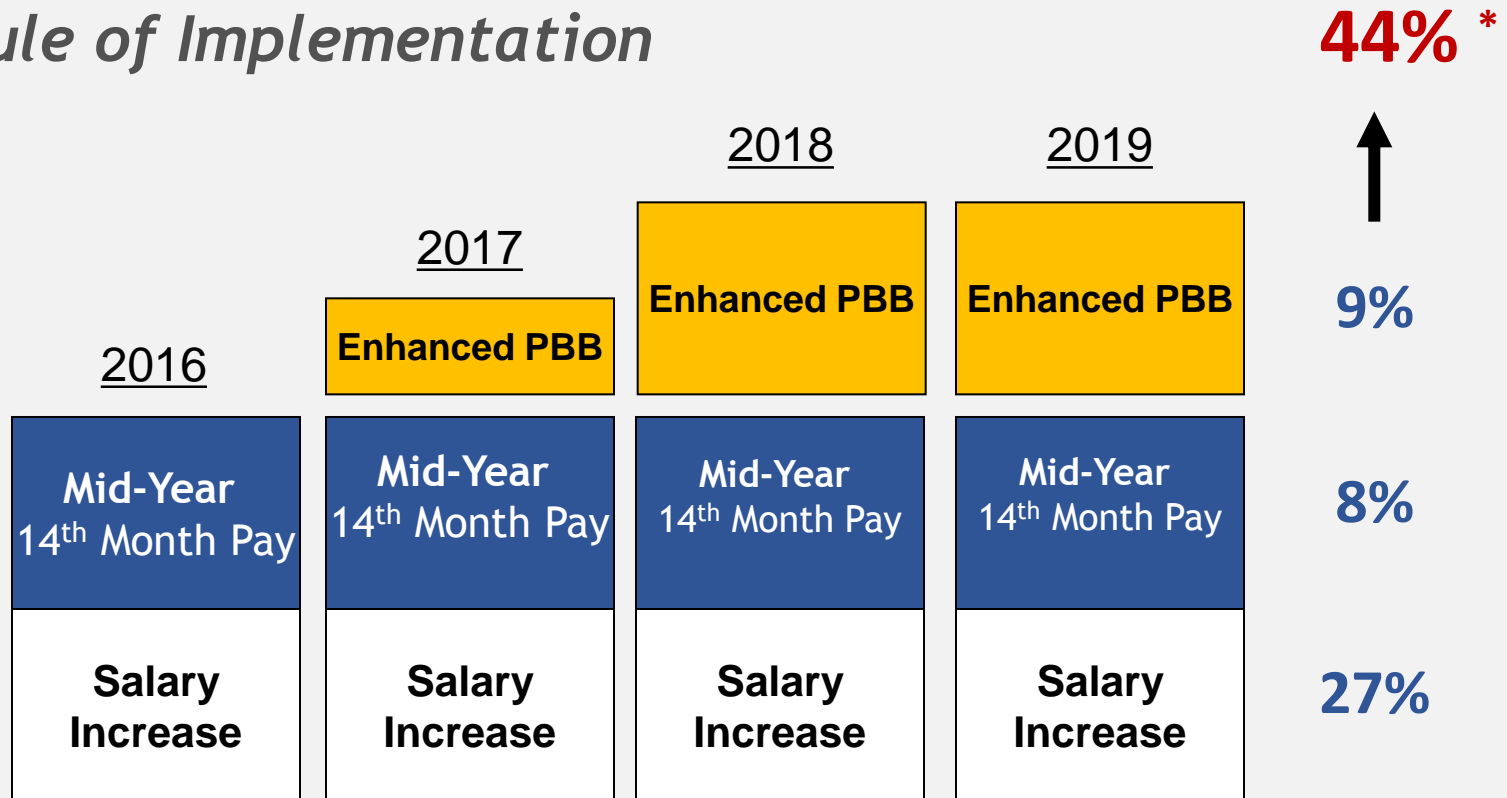 ule of Implementation
44% *
2018
2019
2017
2016
Enhanced PBB
Enhanced PBB
Enhanced PBB
9%
Mid-Year
14th Month Pay
Mid-Year
14th Month Pay
Mid-Year
14th Month Pay
Mid-Year
14th Month Pay
8%
Salary
Increase
Salary
Increase
Salary
Increase
Salary
Increase
27%